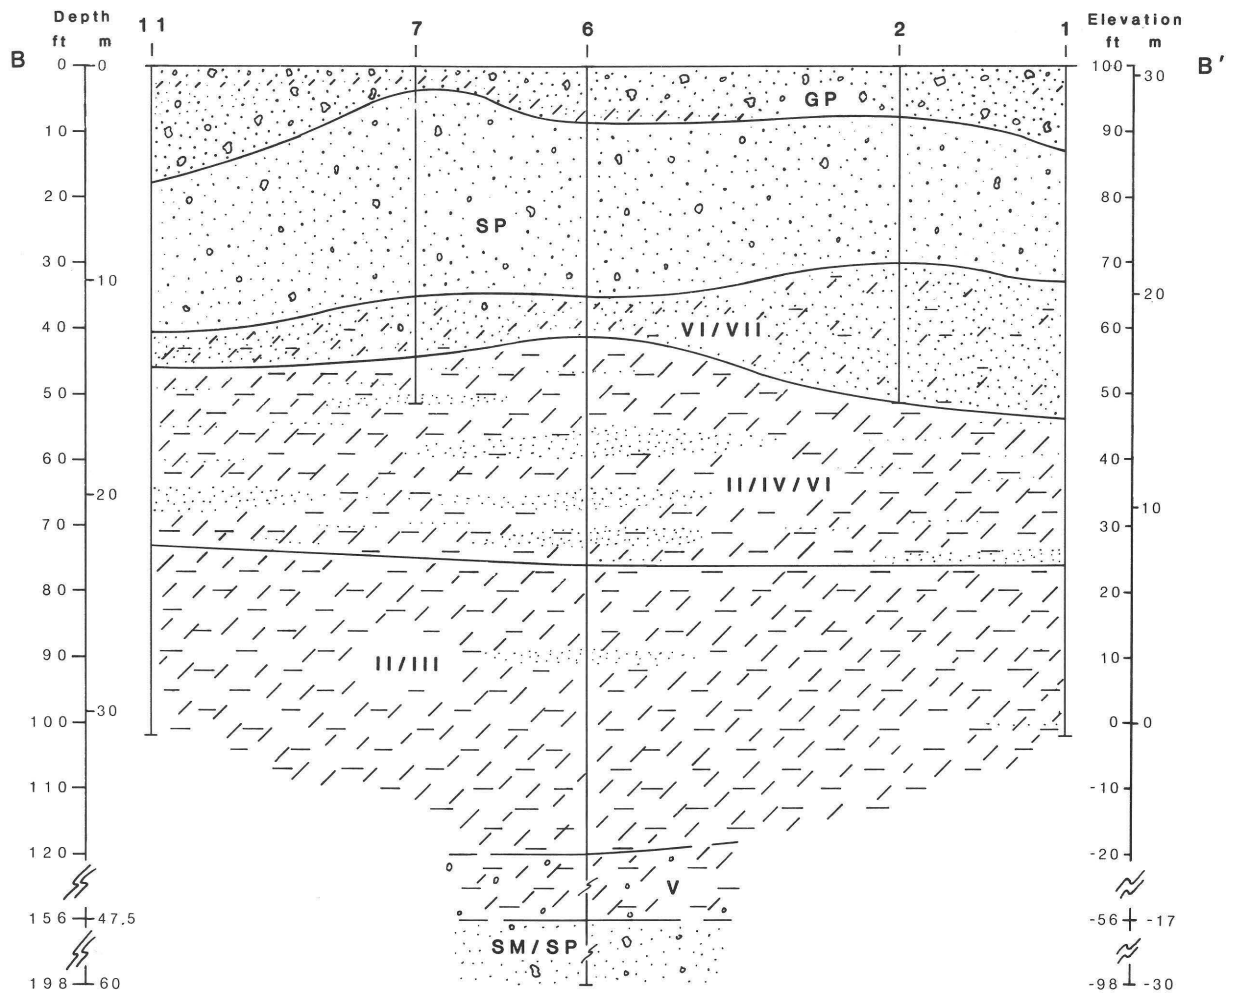 Depth
ft m
11 7 6 2 1
Elevation
ft m
B B'
0 0 100 30
GP
10 90
20 80
SP
30 70
10 20
40 60
VI/VII
50 50
60 40
II/IV/VI
20 10
70 30
80 20
90 10
II/III
30
100 0 0
110 -10
120 -20
V
156 47.5 -56 -17
SM/SP
198 60 -98 -30